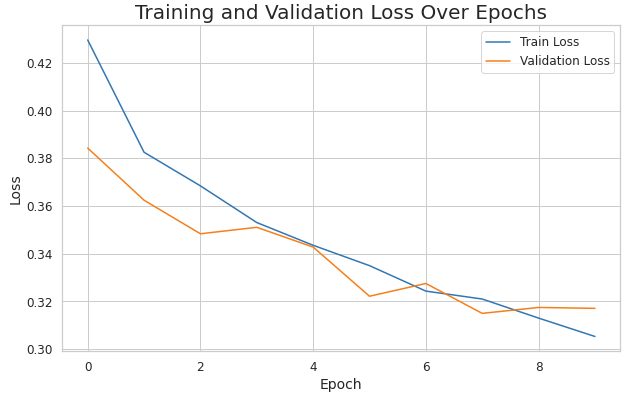 Training and Validation Loss Over Epochs
Train Loss
Validation Loss
0.42
0.40
0.38
0.36
0.34
0.32
0.30
Loss
0 2 4 6 8
Epoch